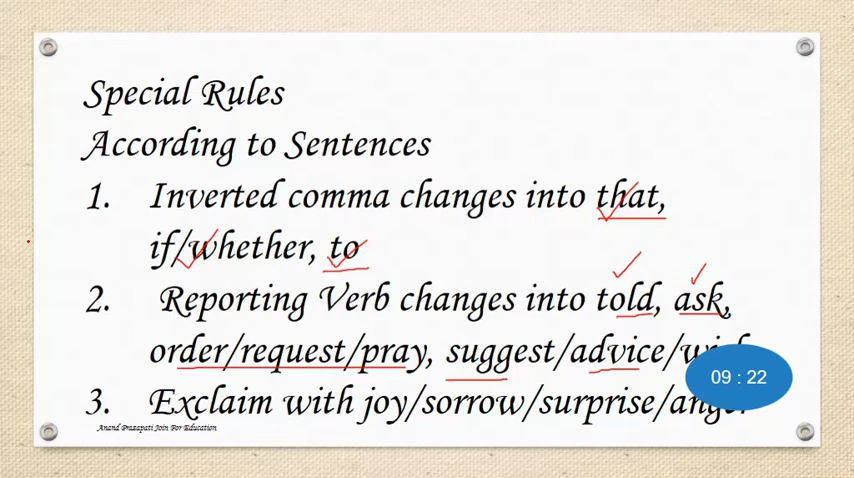 Special Rules
According to Sentences
1. Inverted comma changes into that,
if/whether, to
2. Reporting Verb changes into told, ask,
order/request/pray, suggest/advice/
3. Exclaim with joy/sorrow/surprise/anger
09 : 22
Anand Prajapati Join For Education